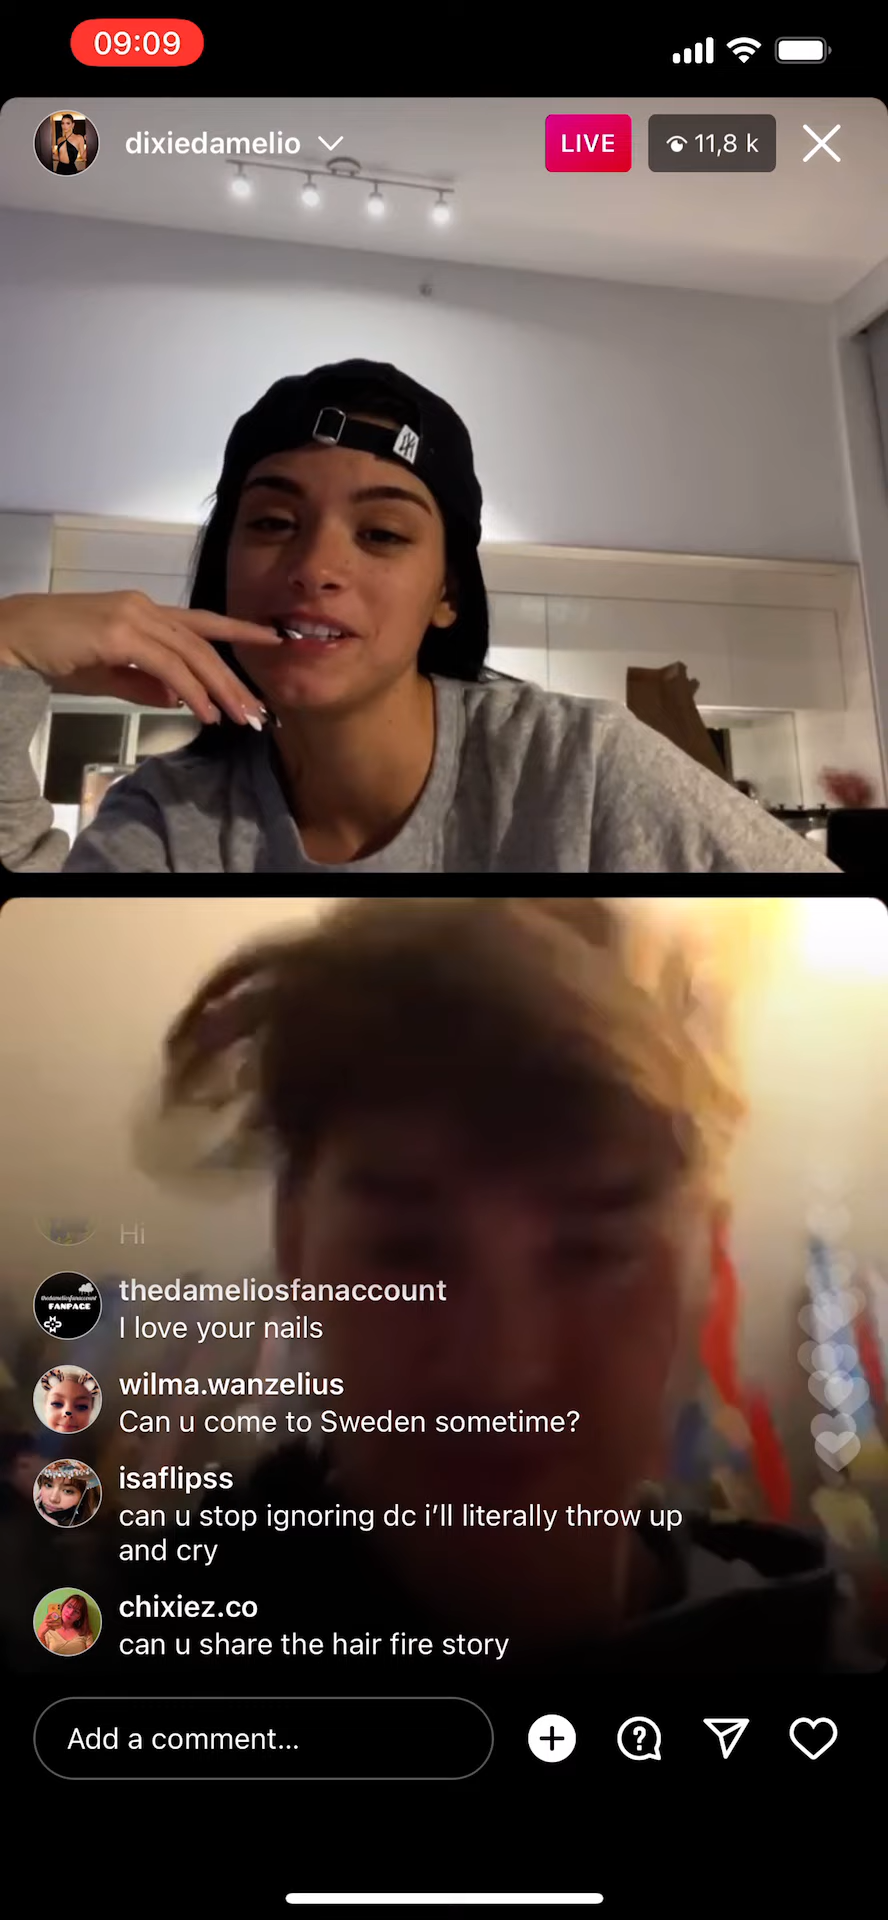 09:09
dixiedamelio
LIVE
11,8 k
Hi
thedameliosfanaccount
FANPAGE
I love your nails
wilma.wanzelius
Can u come to Sweden sometime?
isaflipss
can u stop ignoring dc i’ll literally throw up
and cry
chixiez.co
can u share the hair fire story
Add a comment...